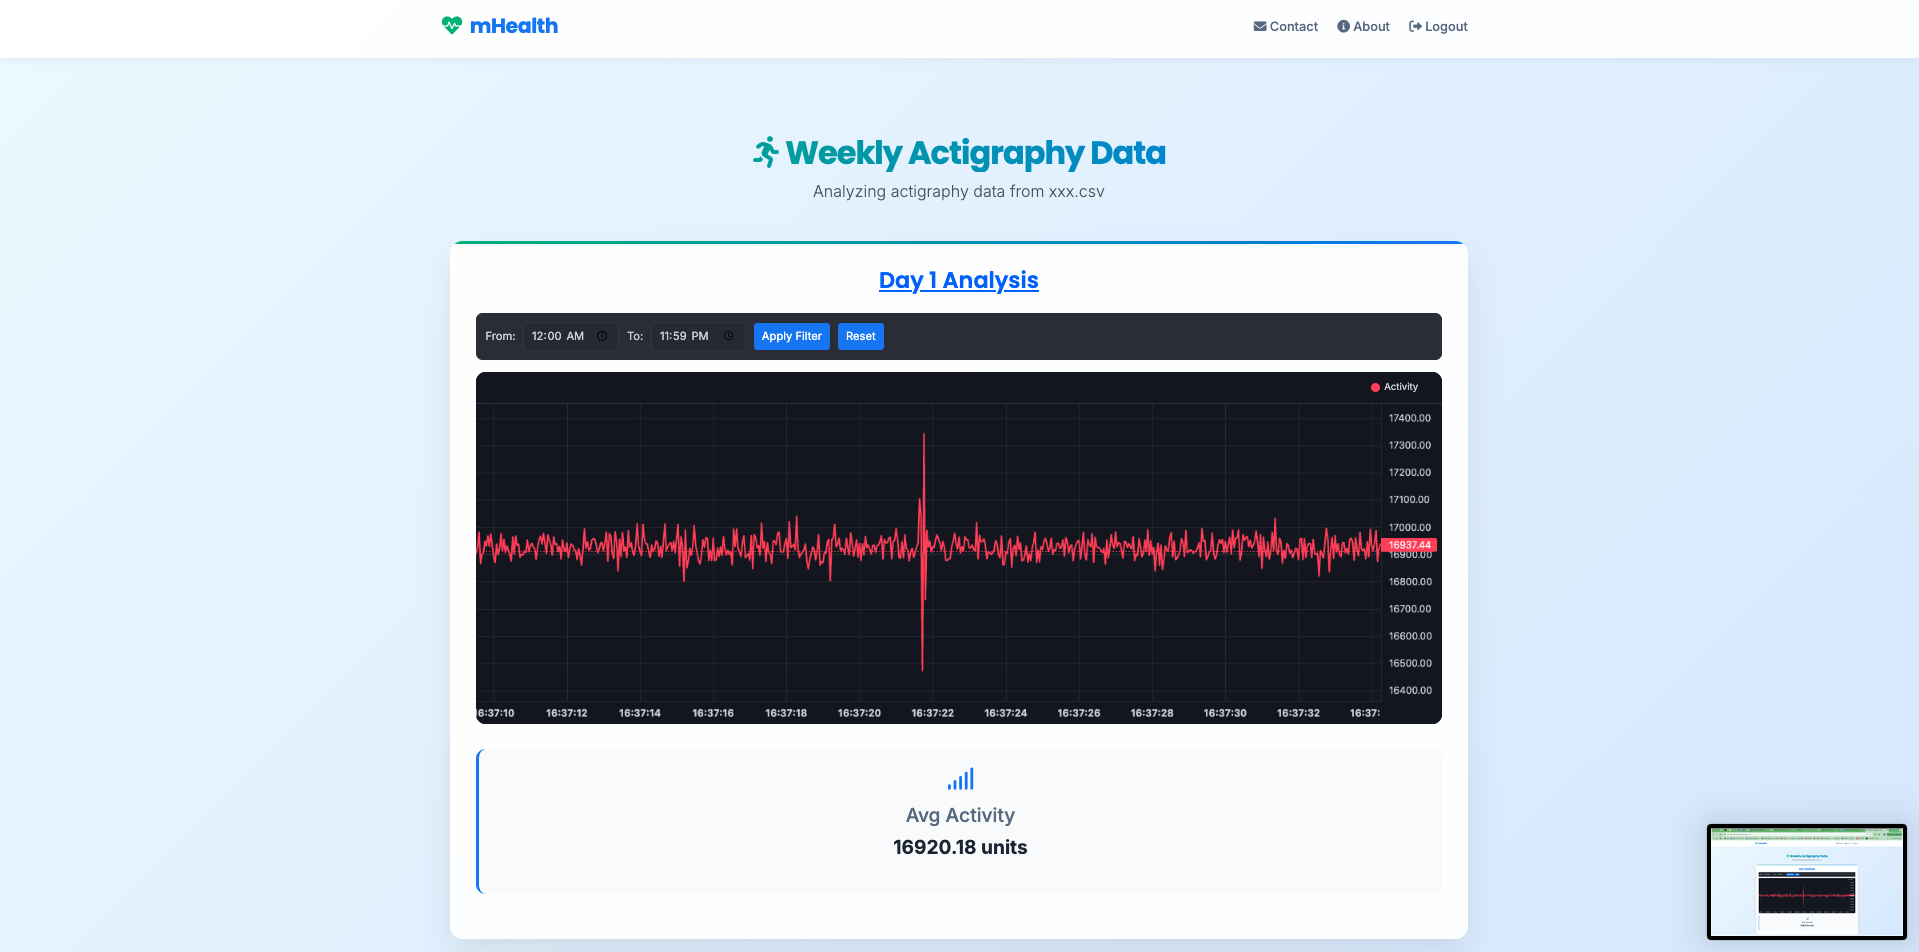 mHealth
Contact About Logout
Weekly Actigraphy Data
Analyzing actigraphy data from xxx.csv
Day 1 Analysis
From: 12:00 AM To: 11:59 PM Apply Filter Reset
Activity
17400.00
17300.00
17200.00
17100.00
17000.00
16937.44
16900.00
16800.00
16700.00
16600.00
16500.00
16400.00
16:37:10 16:37:12 16:37:14 16:37:16 16:37:18 16:37:20 16:37:22 16:37:24 16:37:26 16:37:28 16:37:30 16:37:32 16:37:
Avg Activity
16920.18 units